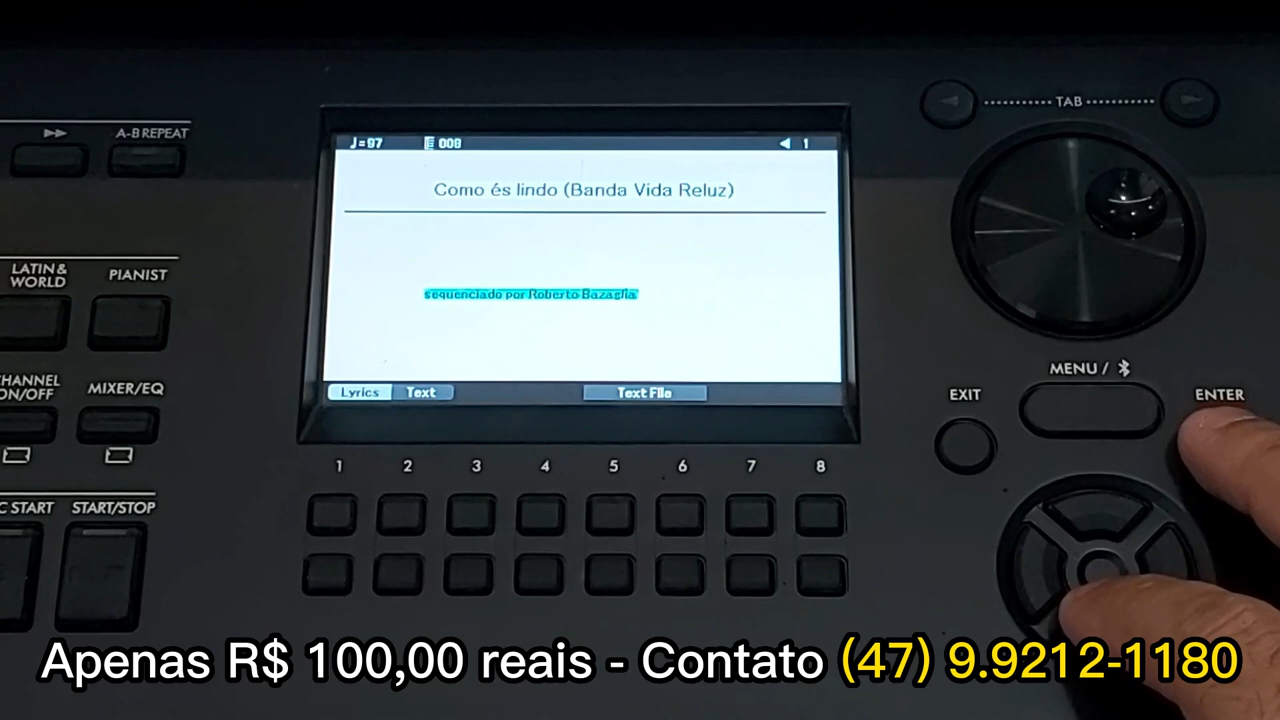 TAB
A-B REPEAT
♩=97 008 1
Como és lindo (Banda Vida Reluz)
LATIN &
WORLD
PIANIST
sequenciado por Roberto Bazaglia
MENU /
CHANNEL
ON/OFF
MIXER/EQ
Lyrics Text Text File
EXIT
ENTER
1 2 3 4 5 6 7 8
C START
START/STOP
Apenas R$ 100,00 reais - Contato (47) 9.9212-1180